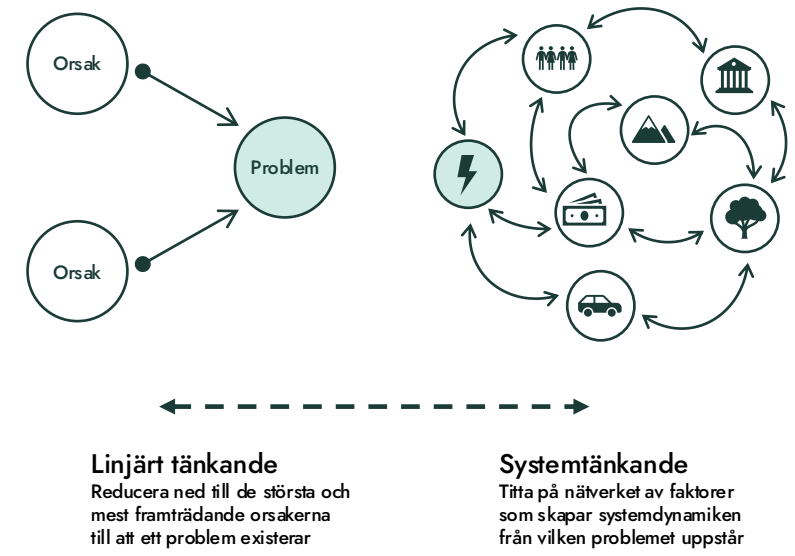 Orsak
Problem
Orsak
Linjärt tänkande
Reducera ned till de största och
mest framträdande orsakerna
till att ett problem existerar
Systemtänkande
Titta på nätverket av faktorer
som skapar systemdynamiken
från vilken problemet uppstår